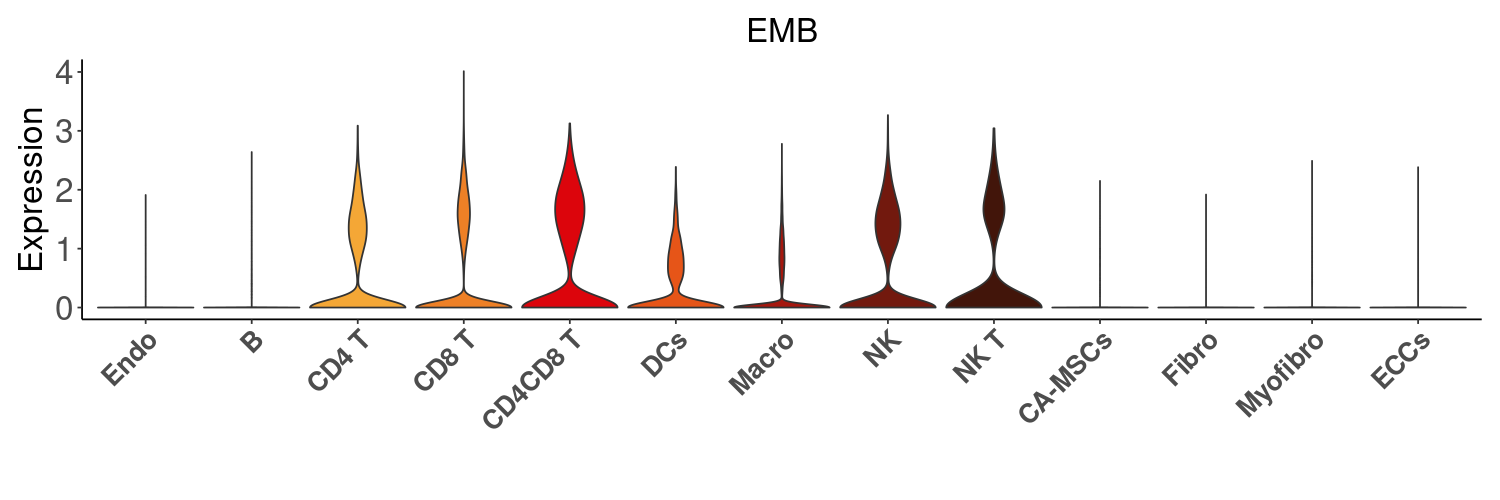 EMB
Expression
4
3
2
1
0
Endo
B
CD4 T
CD8 T
CD4CD8 T
DCs
Macro
NK
NK T
CA-MSCs
Fibro
Myofibro
ECCs